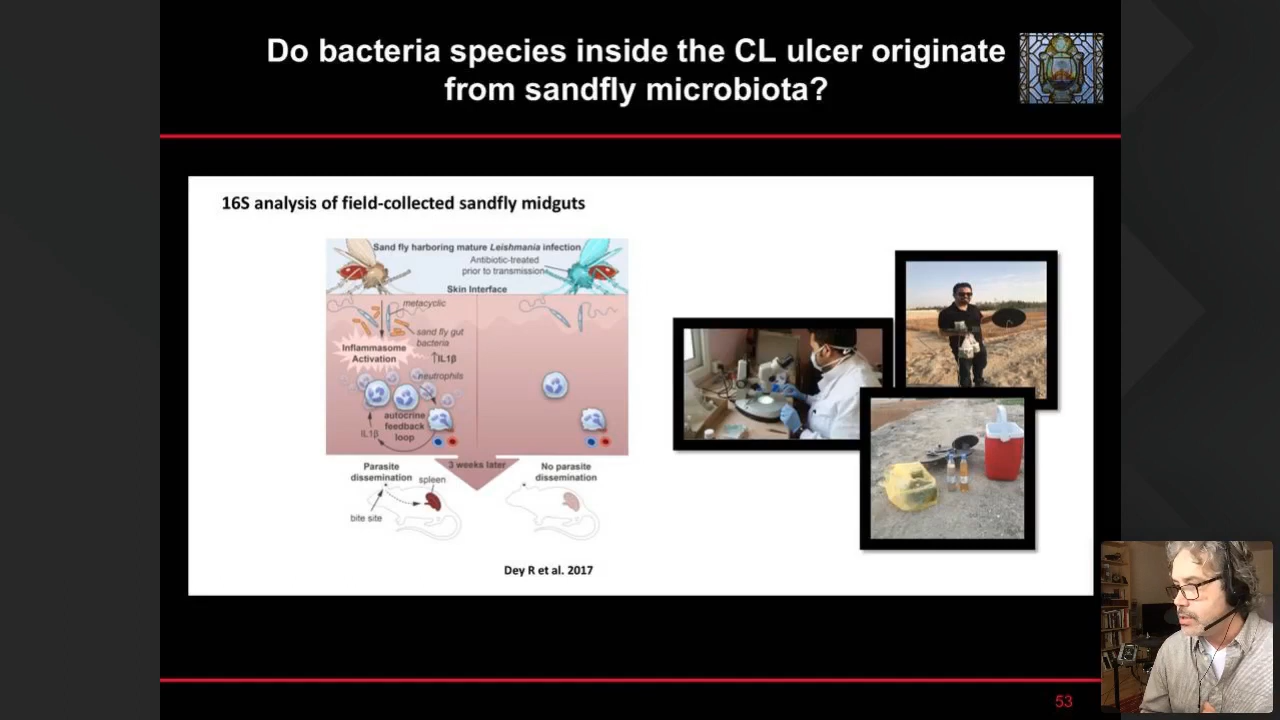 Do bacteria species inside the CL ulcer originate
from sandfly microbiota?
16S analysis of field-collected sandfly midguts
Sand fly harboring mature Leishmania infection
Antibiotic-treated
prior to transmission
Skin Interface
metacyclic
sand fly gut
bacteria
Inflammasome
Activation
↑IL1β
neutrophils
autocrine
feedback
loop
IL1β
3 weeks later
Parasite
dissemination
spleen
bite site
No parasite
dissemination
Dey R et al. 2017
53